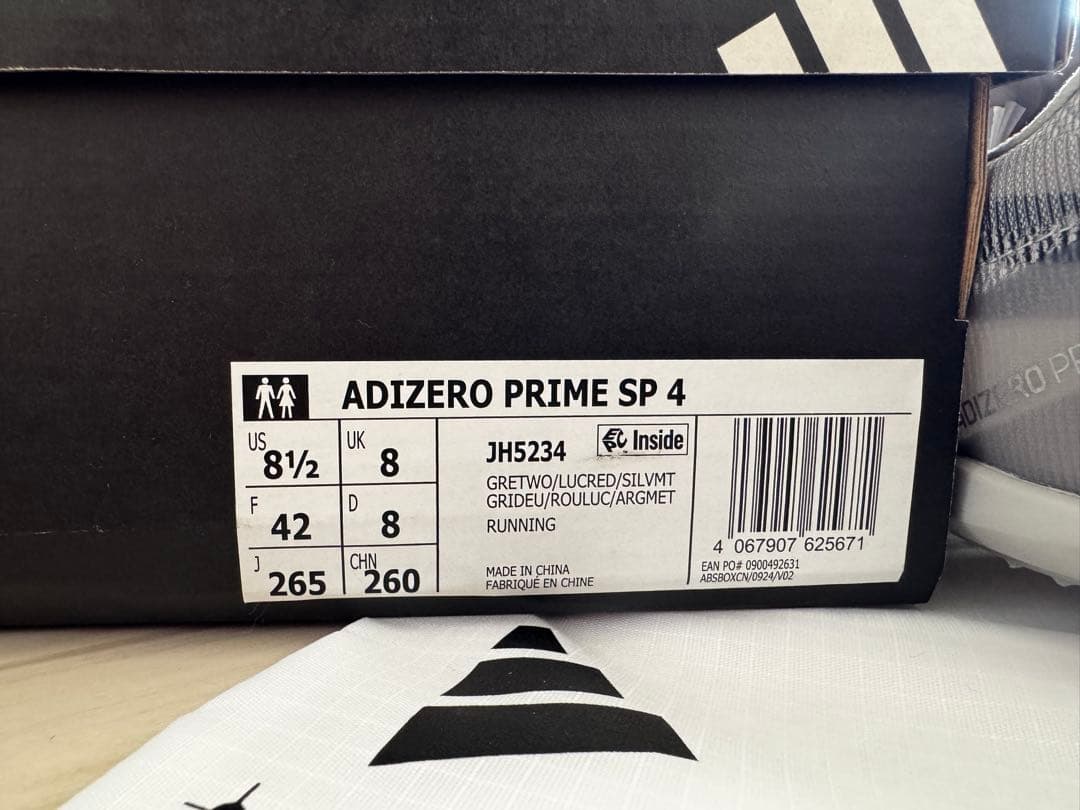 ADIZERO PRIME SP 4
US 8½
UK 8
F 42
D 8
J 265
CHN 260
JH5234
Inside
GRETWO/LUCRED/SILVMT
GRIDEU/ROULUC/ARGMET
RUNNING
MADE IN CHINA
FABRIQUÉ EN CHINE
4 067907 625671
EAN PO# 0900492631
ABSBOXCN/0924/V02
ADIZERO PR